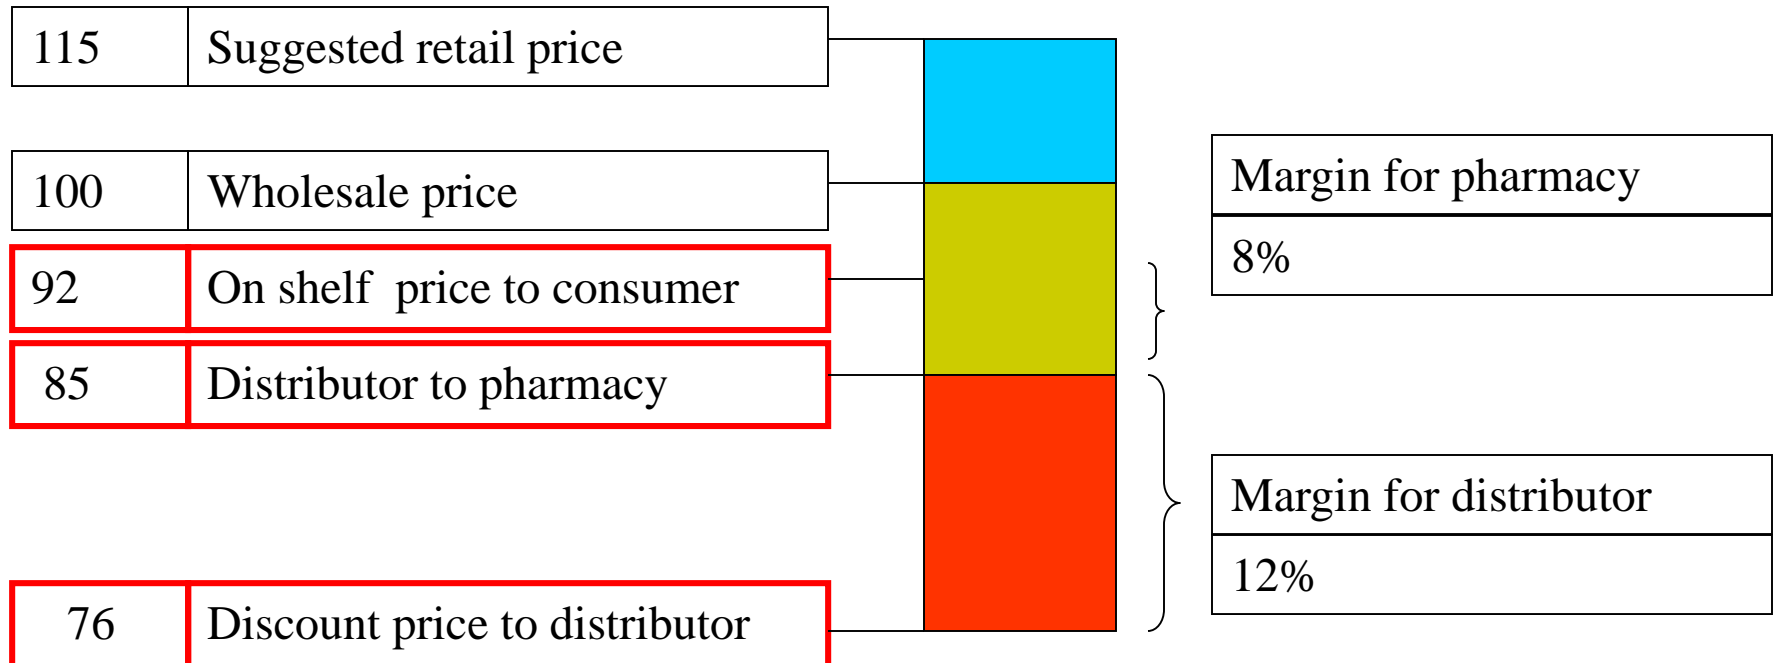 115 Suggested retail price
100 Wholesale price
92 On shelf price to consumer
85 Distributor to pharmacy
76 Discount price to distributor
Margin for pharmacy
8%
Margin for distributor
12%